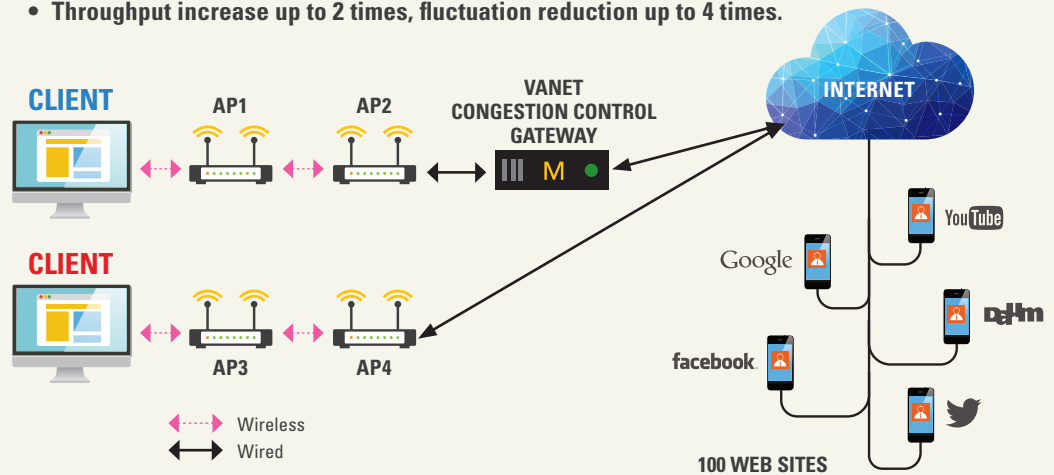 • Throughput increase up to 2 times, fluctuation reduction up to 4 times.
CLIENT
AP1
AP2
VANET
CONGESTION CONTROL
GATEWAY
M
INTERNET
CLIENT
AP3
AP4
Wireless
Wired
YouTube
Google
Daum
facebook.
100 WEB SITES